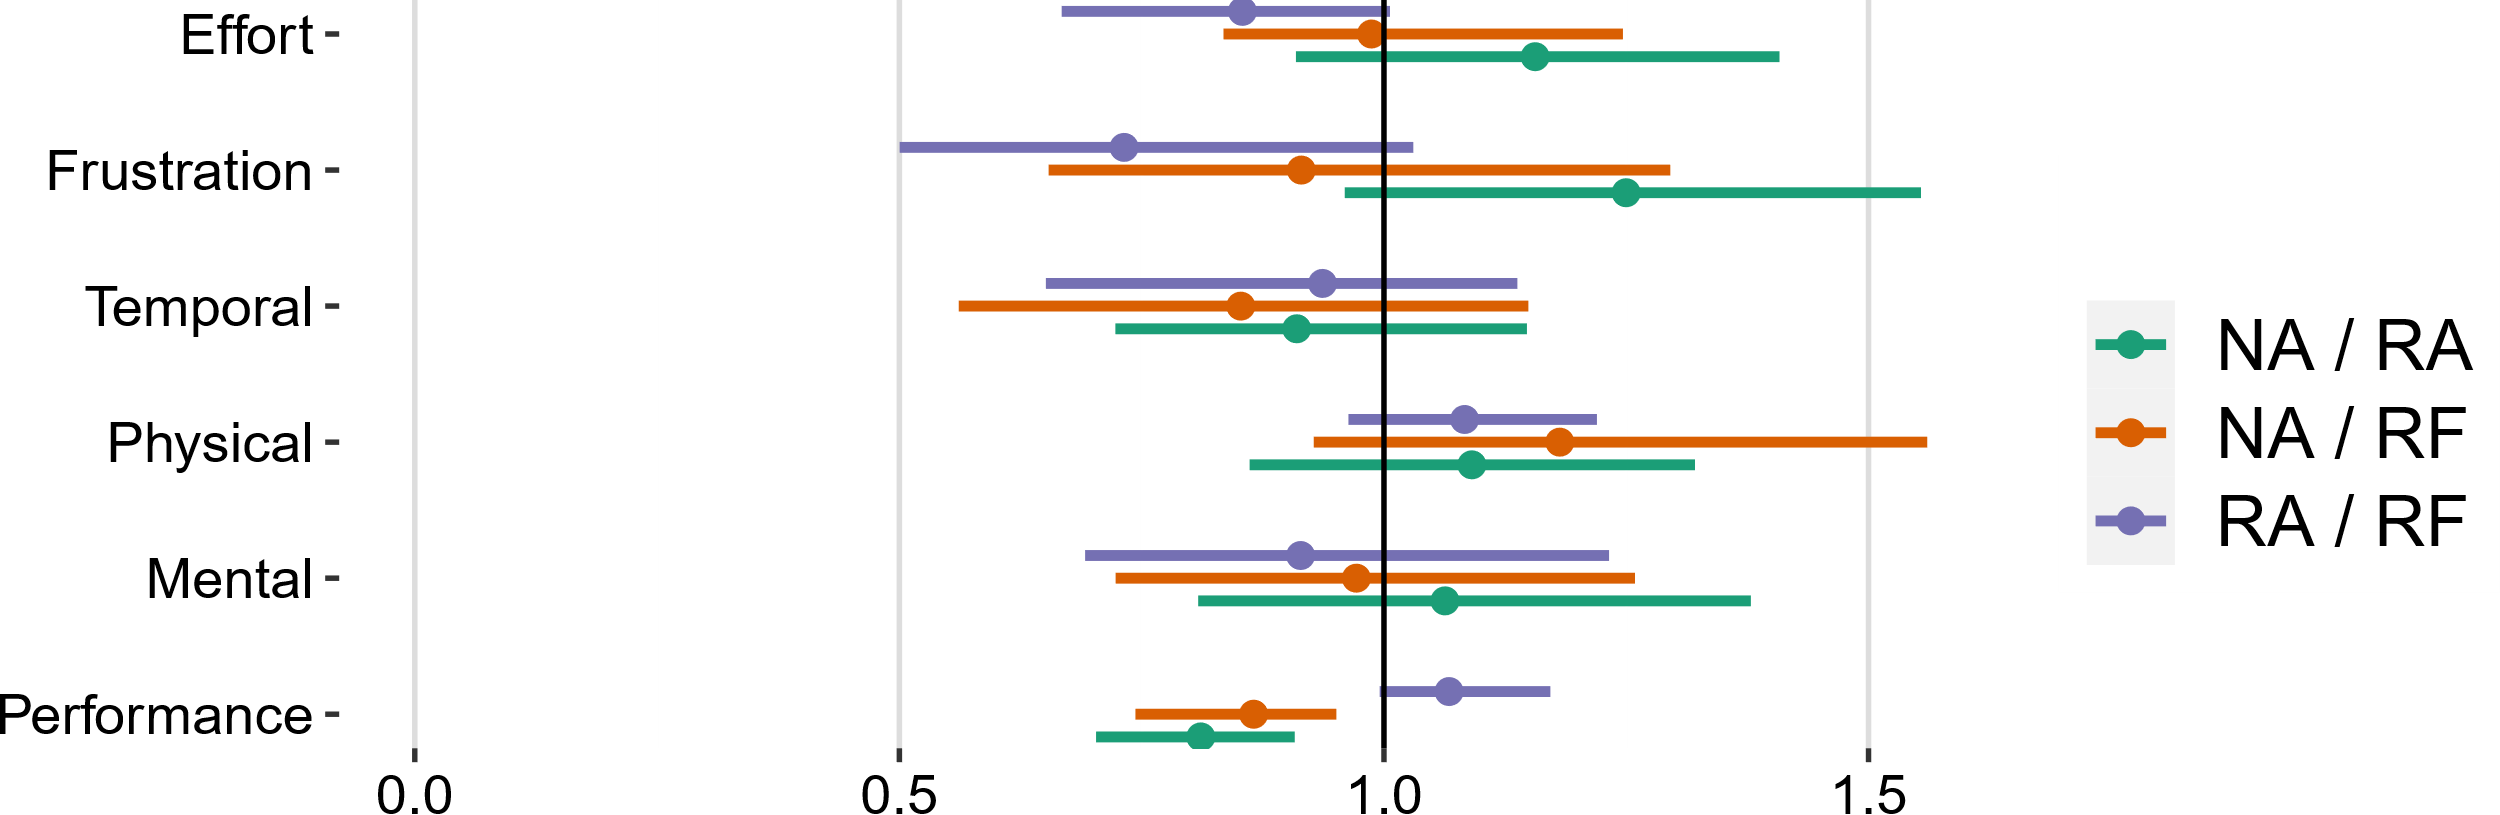 Effort
Frustration
Temporal
Physical
Mental
Performance
0.0
0.5
1.0
1.5
NA / RA
NA / RF
RA / RF